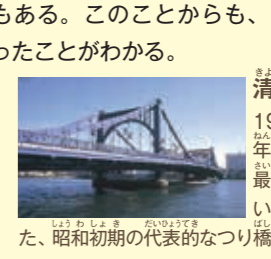 もある。このことからも、
ったことがわかる。
清
19
年
最
い
た、昭和初期の代表的なつり橋